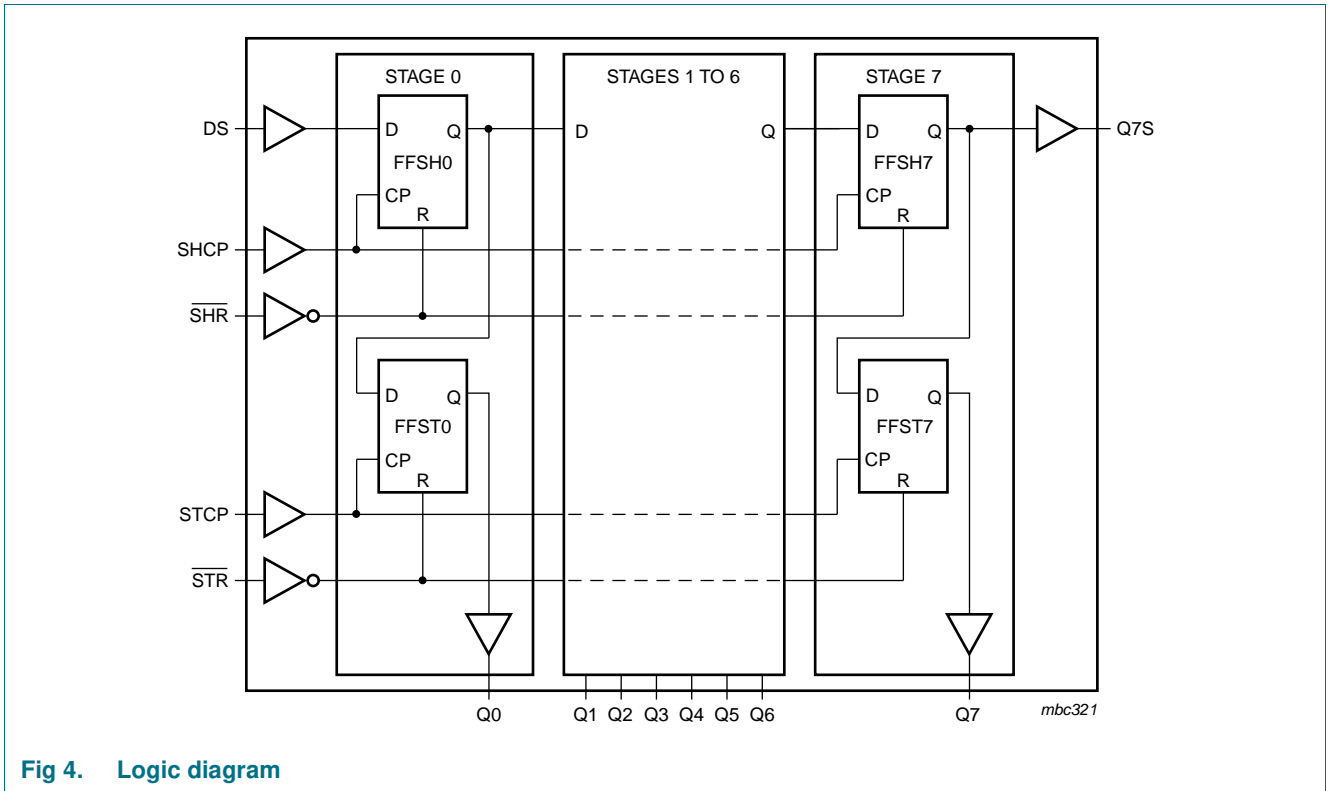 STAGE 0
STAGES 1 TO 6
STAGE 7
DS
D
Q
D
Q
D
Q
Q7S
FFSH0
FFSH7
CP
CP
R
R
SHCP
SHR
D
Q
D
Q
FFST0
FFST7
CP
CP
R
R
STCP
STR
Q0
Q1
Q2
Q3
Q4
Q5
Q6
Q7
mbc321
Fig 4. Logic diagram